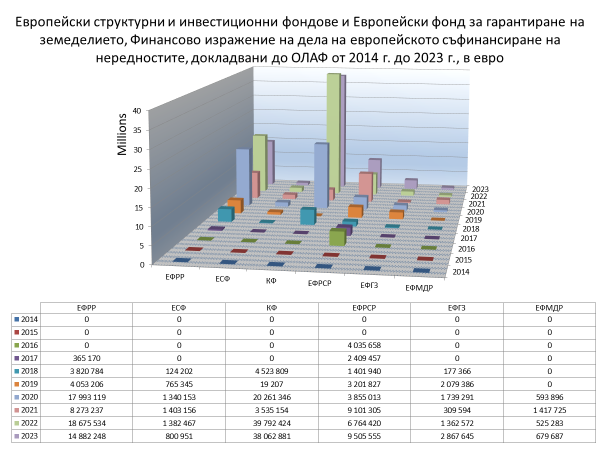 Европейски структурни и инвестиционни фондове и Европейски фонд за гарантиране на
земеделието, Финансово изражение на дела на европейското съфинансиране на
нередностите, докладвани до ОЛАФ от 2014 г. до 2023 г., в евро
Millions
40
35
30
25
20
15
10
5
0
2023
2022
2021
2020
2019
2018
2017
2016
2015
2014
ЕФРР ЕСФ КФ ЕФРСР ЕФГЗ ЕФМДР
ЕФРР ЕСФ КФ ЕФРСР ЕФГЗ ЕФМДР
2014 0 0 0 0 0 0
2015 0 0 0 0 0 0
2016 0 0 0 4 035 658 0 0
2017 365 170 0 0 2 409 457 0 0
2018 3 820 784 124 202 4 523 809 1 401 940 177 366 0
2019 4 053 206 765 345 19 207 3 201 827 2 079 386 0
2020 17 993 119 1 340 153 20 261 346 3 855 013 1 739 291 593 896
2021 8 273 237 1 403 156 3 535 154 9 101 305 309 594 1 417 725
2022 18 675 534 1 382 467 39 792 424 6 764 420 1 362 572 525 283
2023 14 882 248 800 951 38 062 881 9 505 555 2 867 645 679 687